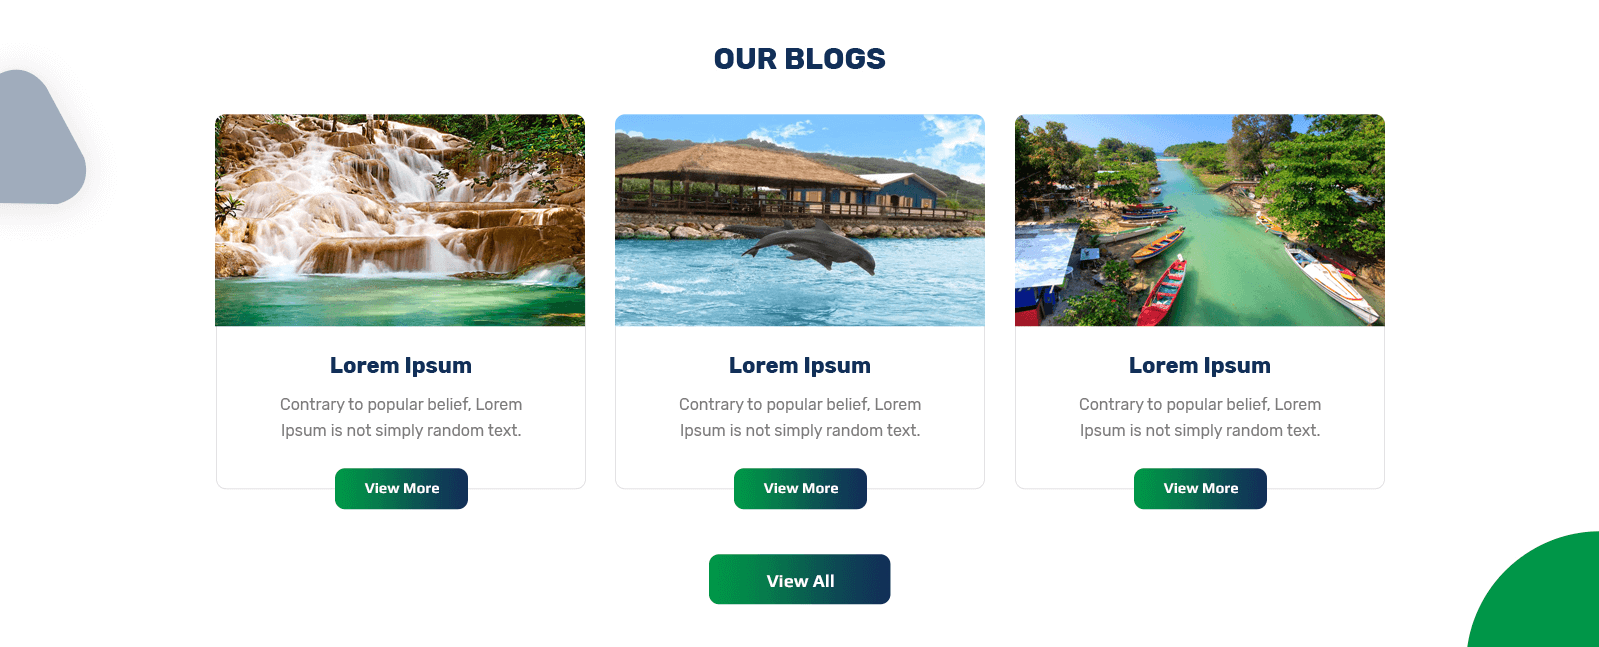 OUR BLOGS
Lorem Ipsum
Contrary to popular belief, Lorem
Ipsum is not simply random text.
View More
Lorem Ipsum
Contrary to popular belief, Lorem
Ipsum is not simply random text.
View More
Lorem Ipsum
Contrary to popular belief, Lorem
Ipsum is not simply random text.
View More
View All